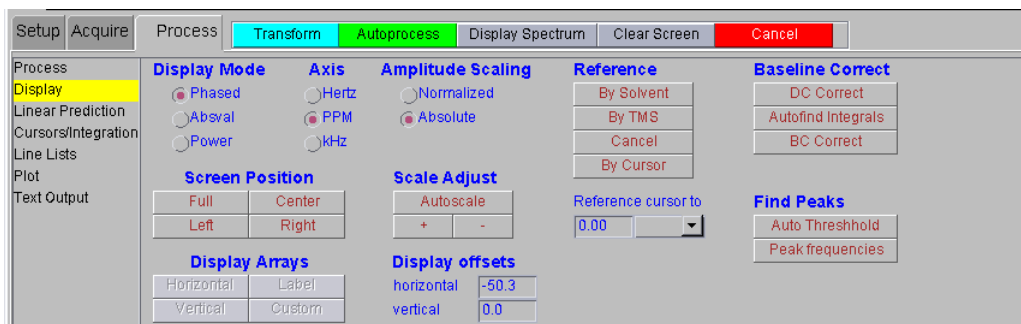 Setup Acquire Process Transform Autoprocess Display Spectrum Clear Screen Cancel
Process
Display
Linear Prediction
Cursors/Integration
Line Lists
Plot
Text Output
Display Mode
Phased
Absval
Power
Axis
Hertz
PPM
kHz
Amplitude Scaling
Normalized
Absolute
Reference
By Solvent
By TMS
Cancel
By Cursor
Baseline Correct
DC Correct
Autofind Integrals
BC Correct
Screen Position
Full Center
Left Right
Scale Adjust
Autoscale
+ -
Reference cursor to
0.00
Find Peaks
Auto Threshhold
Peak frequencies
Display Arrays
Horizontal Label
Vertical Custom
Display offsets
horizontal -50.3
vertical 0.0